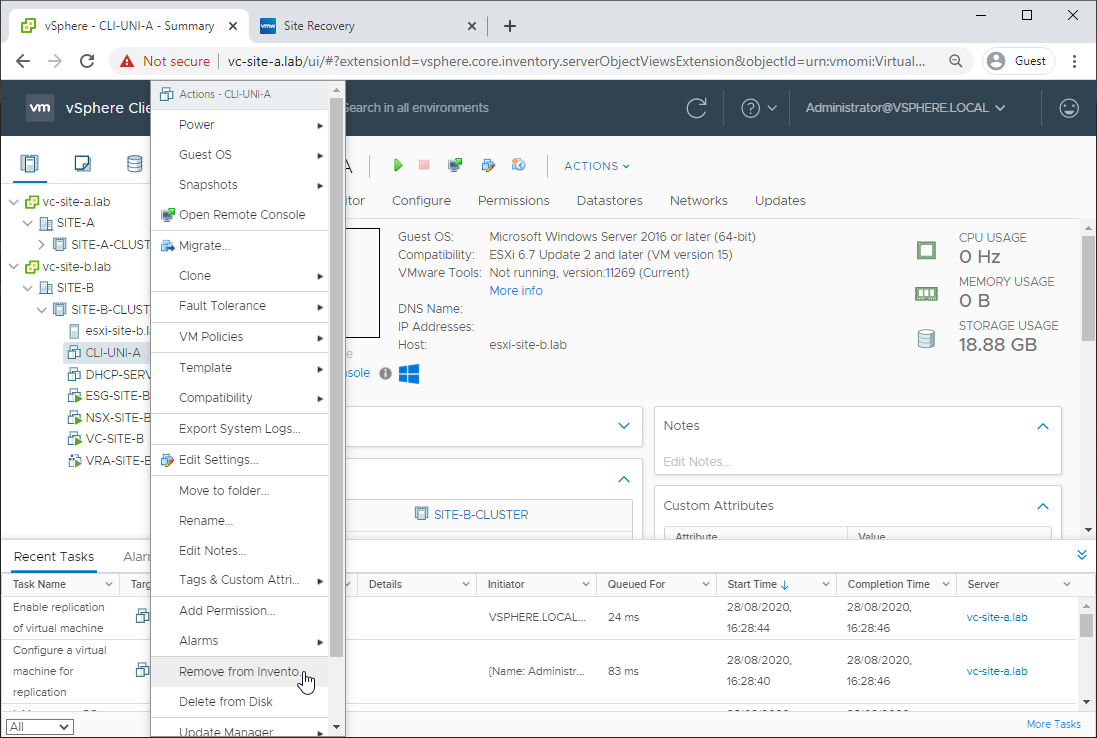 vSphere - CLI-UNI-A - Summary
Site Recovery
Not secure
vc-site-a.lab/ui/#?extensionId=vsphere.core.inventory.serverObjectViewsExtension&objectId=urn:vmomi:Virtual...
Guest
vm vSphere Clie
Search in all environments
Administrator@VSPHERE.LOCAL
ACTIONS
itor Configure Permissions Datastores Networks Updates
vc-site-a.lab
SITE-A
SITE-A-CLUST
vc-site-b.lab
SITE-B
SITE-B-CLUST
esxi-site-b.l
CLI-UNI-A
DHCP-SERV
ESG-SITE-B
NSX-SITE-B
VC-SITE-B
VRA-SITE-B
Actions - CLI-UNI-A
Power
Guest OS
Snapshots
Open Remote Console
Migrate...
Clone
Fault Tolerance
VM Policies
Template
Compatibility
Export System Logs...
Edit Settings...
Move to folder...
Rename...
Edit Notes...
Tags & Custom Attri...
Add Permission...
Alarms
Remove from Invento
Delete from Disk
Update Manager
Guest OS: Microsoft Windows Server 2016 or later (64-bit)
Compatibility: ESXi 6.7 Update 2 and later (VM version 15)
VMware Tools: Not running, version:11269 (Current)
More info
DNS Name:
IP Addresses:
Host: esxi-site-b.lab
CPU USAGE
0 Hz
MEMORY USAGE
0 B
STORAGE USAGE
18.88 GB
nsole
SITE-B-CLUSTER
Notes
Edit Notes...
Custom Attributes
Attribute Value
Recent Tasks Alarm
Task Name Targ Details Initiator Queued For Start Time Completion Time Server
Enable replication
of virtual machine
VSPHERE.LOCAL... 24 ms
28/08/2020,
16:28:44
28/08/2020,
16:28:46
vc-site-a.lab
Configure a virtual
machine for
replication
{Name: Administr... 83 ms
28/08/2020,
16:28:40
28/08/2020,
16:28:46
vc-site-a.lab
All
More Tasks